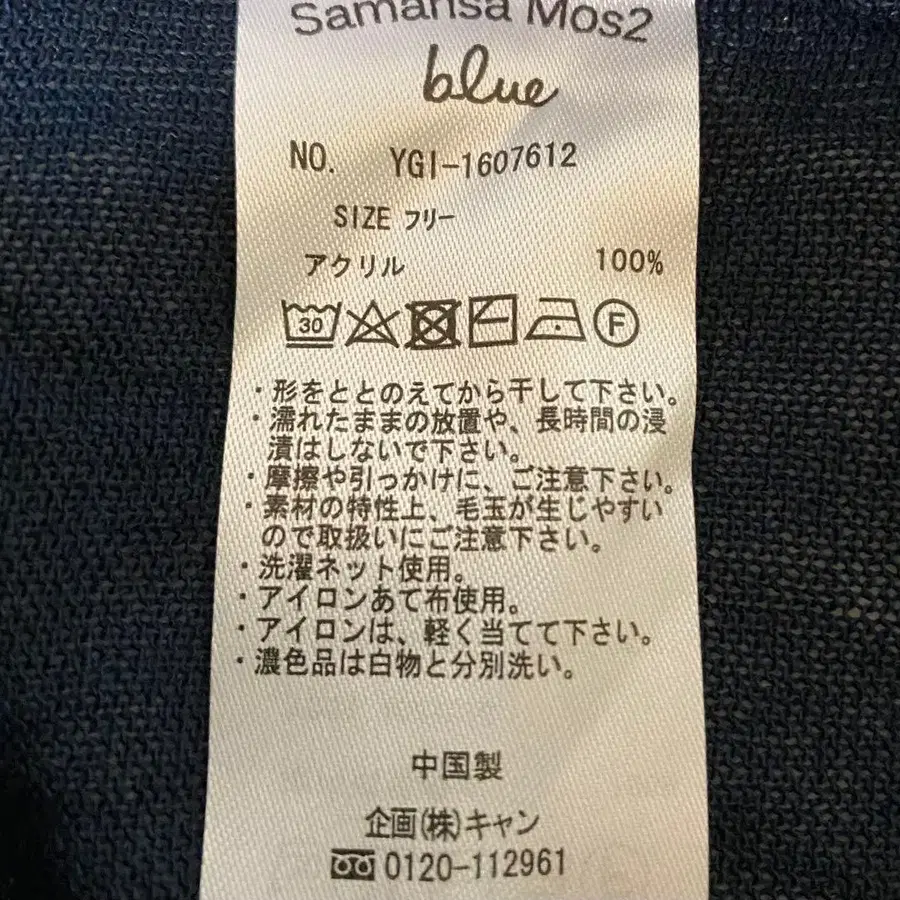 Samansa Mos2
blue
NO. YGI-1607612
SIZE フリー
アクリル 100%
30 F
・形をととのえてから干して下さい。
・濡れたままの放置や、長時間の浸
漬はしないで下さい。
・摩擦や引っかけに、ご注意下さい。
・素材の特性上、毛玉が生じやすい
ので取扱いにご注意下さい。
・洗濯ネット使用。
・アイロンあて布使用。
・アイロンは、軽く当てて下さい。
・濃色品は白物と分別洗い。
中国製
企画(株)キャン
0120-112961